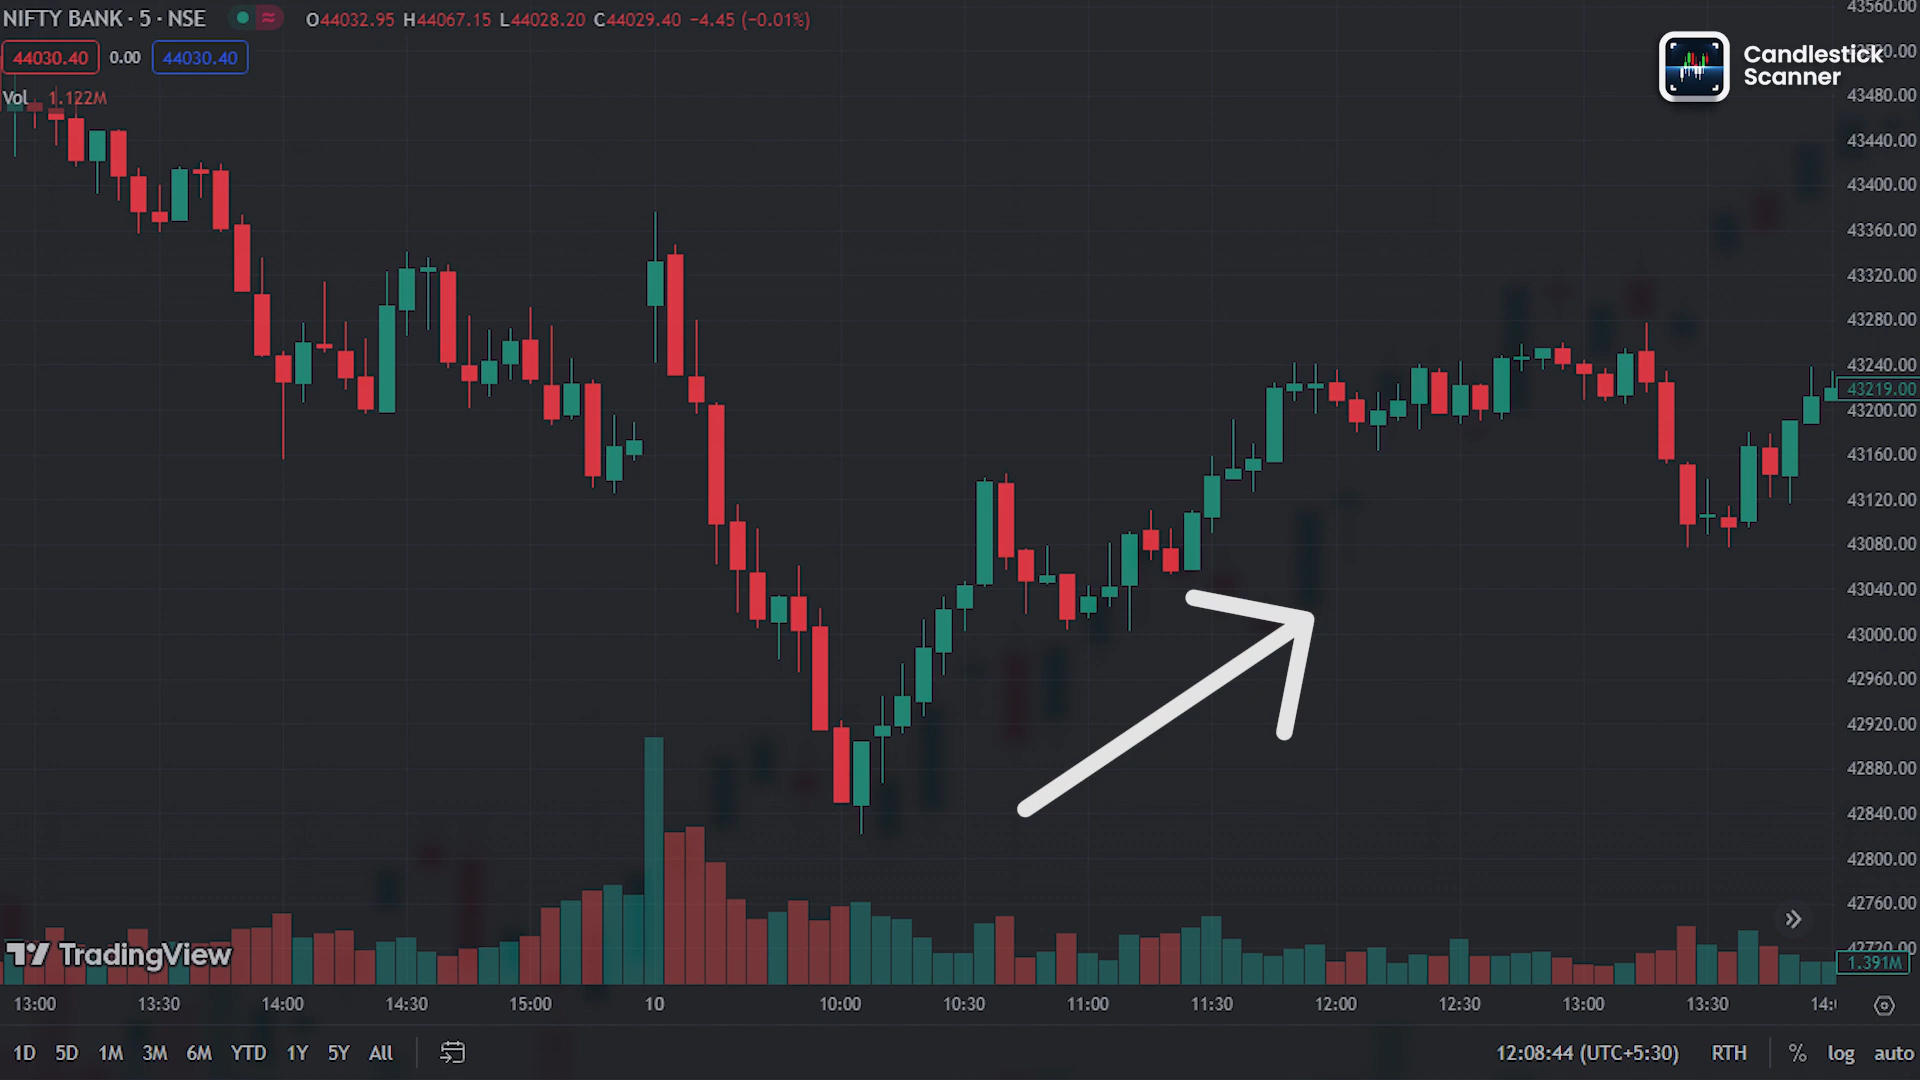 NIFTY BANK · 5 · NSE O44032.95 H44067.15 L44028.20 C44029.40 −4.45 (−0.01%)
44030.40 0.00 44030.40
Vol 1.122M
Candlestick
Scanner
43560.00
43480.00
43440.00
43400.00
43360.00
43320.00
43280.00
43240.00
43219.00
43200.00
43160.00
43120.00
43080.00
43040.00
43000.00
42960.00
42920.00
42880.00
42840.00
42800.00
42760.00
42720.00
1.391M
TradingView
13:00 13:30 14:00 14:30 15:00 10 10:00 10:30 11:00 11:30 12:00 12:30 13:00 13:30
1D 5D 1M 3M 6M YTD 1Y 5Y All 12:08:44 (UTC+5:30) RTH % log auto